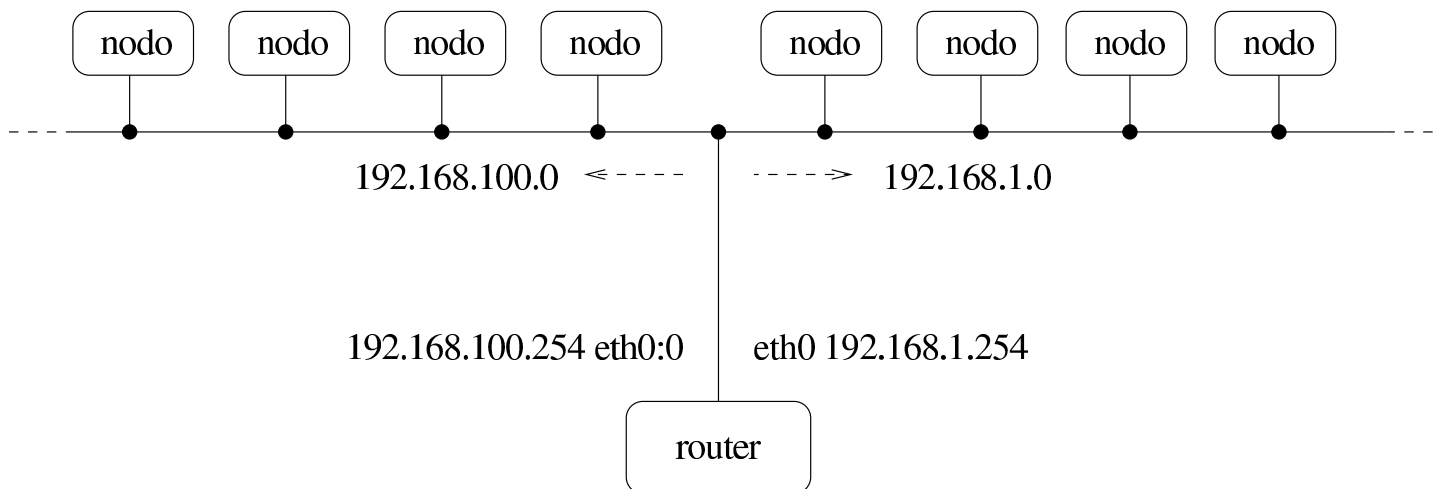 nodo nodo nodo nodo nodo nodo nodo nodo
192.168.100.0 192.168.1.0
192.168.100.254 eth0:0 eth0 192.168.1.254
router